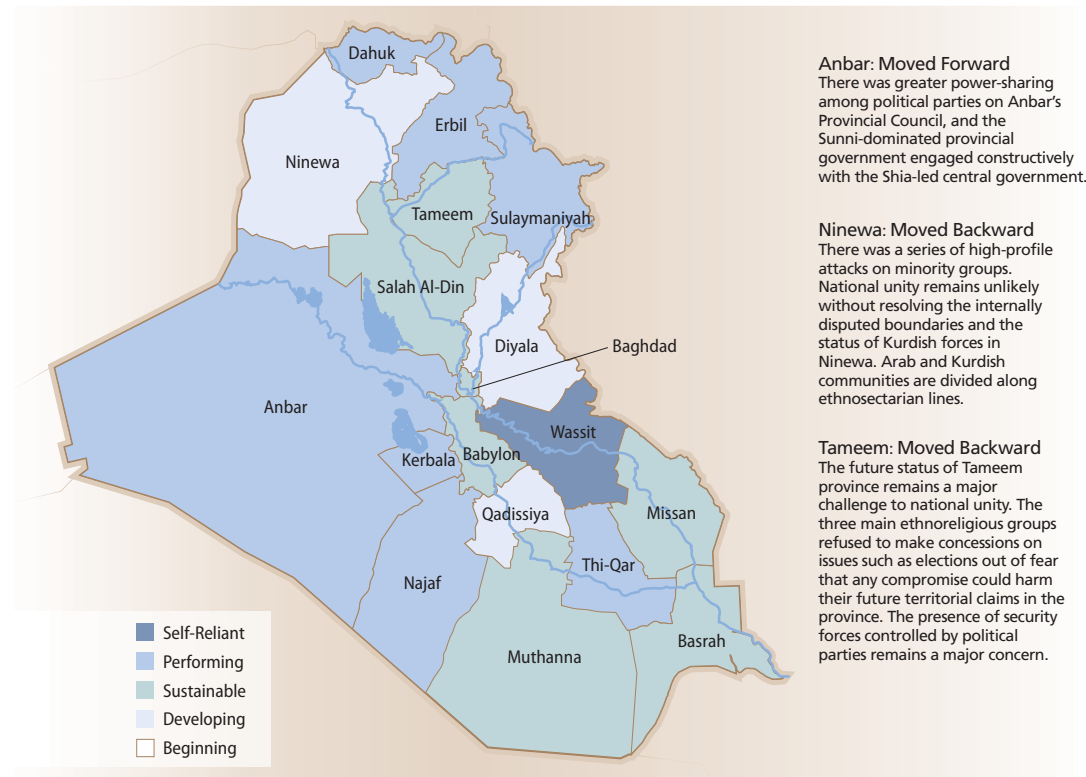 Dahuk
Erbil
Ninewa
Tameem
Sulaymaniyah
Salah Al-Din
Diyala
Baghdad
Anbar
Wassit
Kerbala
Babylon
Qadissiya
Missan
Najaf
Thi-Qar
Muthanna
Basrah
Self-Reliant
Performing
Sustainable
Developing
Beginning
Anbar: Moved Forward
There was greater power-sharing
among political parties on Anbar’s
Provincial Council, and the
Sunni-dominated provincial
government engaged constructively
with the Shia-led central government.
Ninewa: Moved Backward
There was a series of high-profile
attacks on minority groups.
National unity remains unlikely
without resolving the internally
disputed boundaries and the
status of Kurdish forces in
Ninewa. Arab and Kurdish
communities are divided along
ethnosectarian lines.
Tameem: Moved Backward
The future status of Tameem
province remains a major
challenge to national unity. The
three main ethnoreligious groups
refused to make concessions on
issues such as elections out of fear
that any compromise could harm
their future territorial claims in the
province. The presence of security
forces controlled by political
parties remains a major concern.